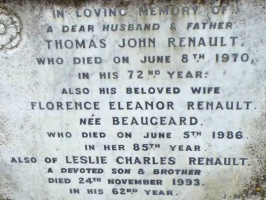 IN LOVING MEMORY OF
A DEAR HUSBAND & FATHER
THOMAS JOHN RENAULT.
WHO DIED ON JUNE 8TH 1970,
IN HIS 72ND YEAR.
ALSO HIS BELOVED WIFE
FLORENCE ELEANOR RENAULT.
NÉE BEAUGEARD.
WHO DIED ON JUNE 5TH 1986.
IN HER 85TH YEAR.
ALSO OF LESLIE CHARLES RENAULT.
A DEVOTED SON & BROTHER
DIED 24TH NOVEMBER 1993.
IN HIS 62ND YEAR.